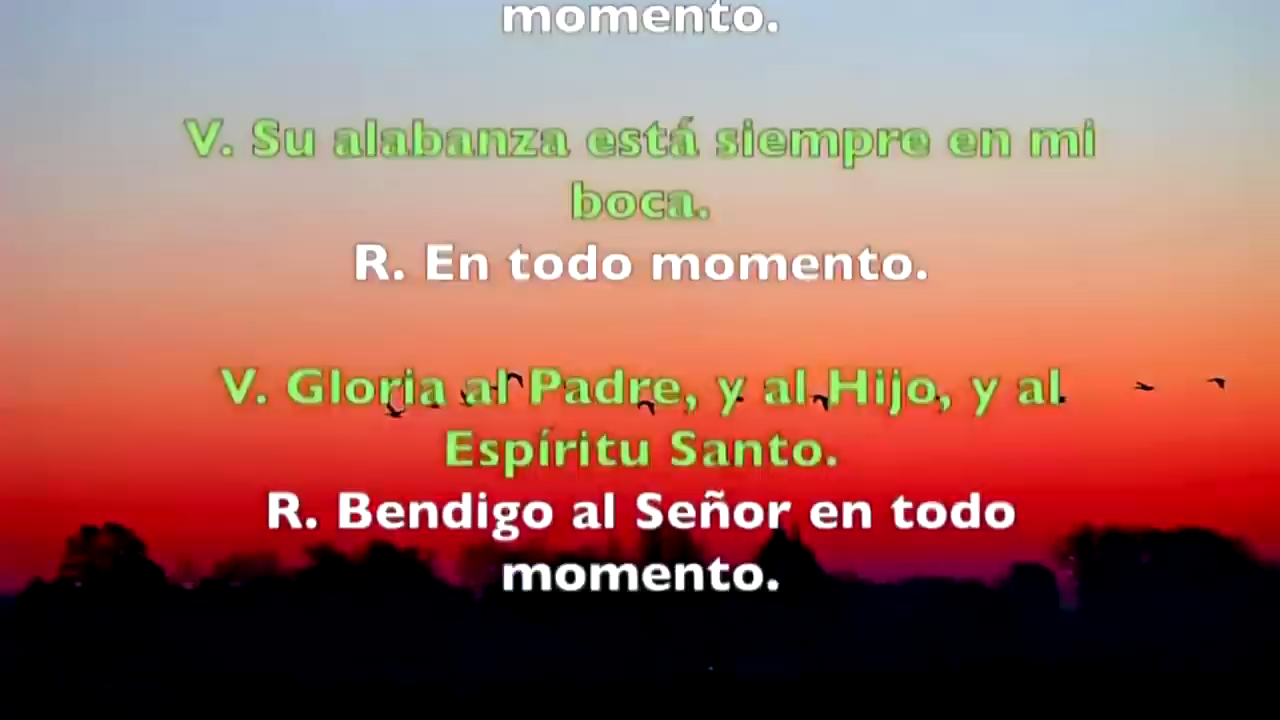 momento.
V. Su alabanza está siempre en mi
boca.
R. En todo momento.
V. Gloria al Padre, y al Hijo, y al
Espíritu Santo.
R. Bendigo al Señor en todo
momento.